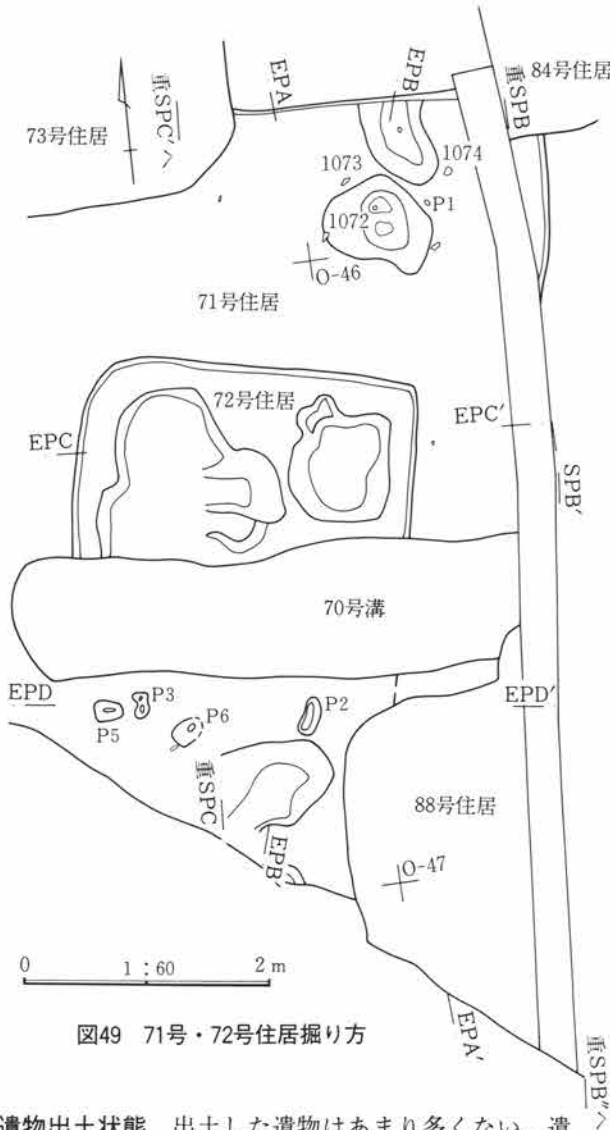 84号住居
EPA
EPB
重SPB
重SPC′へ
73号住居
1073
1074
1072
P1
O-46
71号住居
72号住居
EPC
EPC′
SPB′
70号溝
EPD
EPD′
P3
P5
P6
P2
重SPC
EPB′
88号住居
O-47
0 1：60 2 m
EPA′
重SPB″へ
図49 71号・72号住居掘り方
遺物出土状態 出土した遺物はあまり多くない。遺